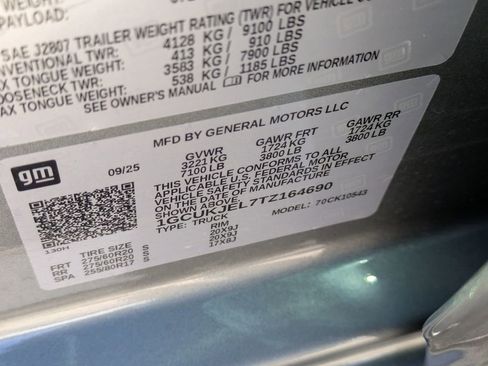 WEIGHT
PAYLOAD:
SAE J2807 TRAILER WEIGHT RATING (TWR) FOR VEHICLE
CONVENTIONAL TWR: 4128 KG / 9100 LBS
MAX TONGUE WEIGHT: 413 KG / 910 LBS
GOOSENECK TWR: 3583 KG / 7900 LBS
MAX TONGUE WEIGHT: 538 KG / 1185 LBS
SEE OWNER'S MANUAL
gm
MFD BY GENERAL MOTORS LLC
09/25
GVWR GAWR FRT GAWR RR
3221 KG 1724 KG 1724 KG
7100 LB 3800 LB 3800 LB
THIS VEHICLE CONFORMS TO ALL
APPLICABLE U.S. FEDERAL MOTOR
VEHICLE SAFETY STANDARDS IN EFFECT
ON THE DATE OF MANUFACTURE
1GCUKJEL7TZ164690
TYPE: TRUCK MODEL: 70CK10543
130H
TIRE SIZE RIM
FRT 275/60R20 S 20X9J
RR 275/60R20 S 20X9J
SPA 255/80R17 S 17X8J